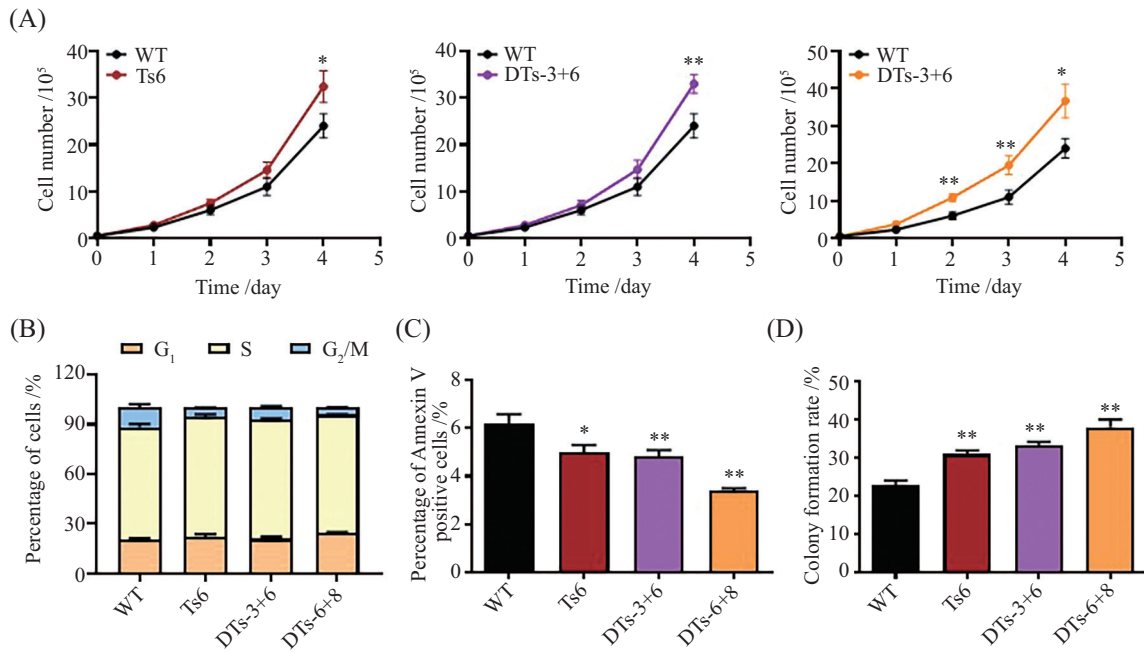 (A)
WT
Ts6
*
Cell number /10⁵
40
30
20
10
0
0 1 2 3 4 5
Time /day
WT
DTs-3+6
**
Cell number /10⁵
40
30
20
10
0
0 1 2 3 4 5
Time /day
WT
DTs-3+6
**
**
*
Cell number /10⁵
50
40
30
20
10
0
0 1 2 3 4 5
Time /day
(B)
G₁ S G₂/M
Percentage of cells /%
120
90
60
30
0
WT
Ts6
DTs-3+6
DTs-6+8
(C)
Percentage of Annexin V
positive cells /%
8
6
4
2
0
*
**
**
WT
Ts6
DTs-3+6
DTs-6+8
(D)
Colony formation rate /%
50
40
30
20
10
0
**
**
**
WT
Ts6
DTs-3+6
DTs-6+8